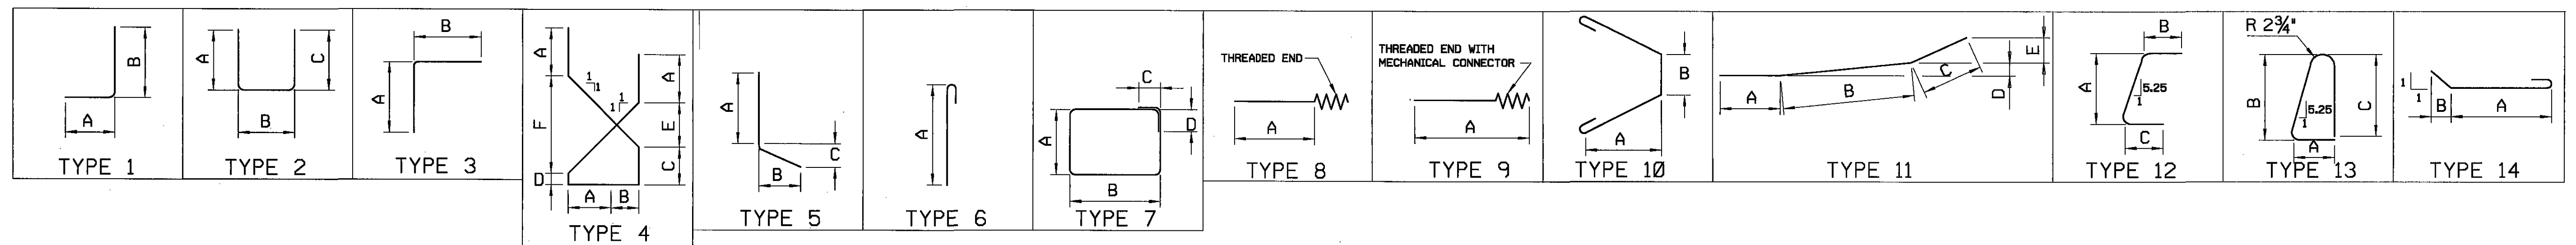 A
B
TYPE 1
A
B
C
TYPE 2
B
A
TYPE 3
A
F
D
1
1
1
1
A
E
C
A
B
TYPE 4
A
C
B
TYPE 5
A
TYPE 6
C
A
D
B
TYPE 7
THREADED END
A
TYPE 8
THREADED END WITH
MECHANICAL CONNECTOR
A
TYPE 9
B
A
TYPE 10
A
B
C
D
E
TYPE 11
B
A
5.25
1
C
TYPE 12
R 2¾"
B
5.25
1
C
A
TYPE 13
1
1
B
A
TYPE 14